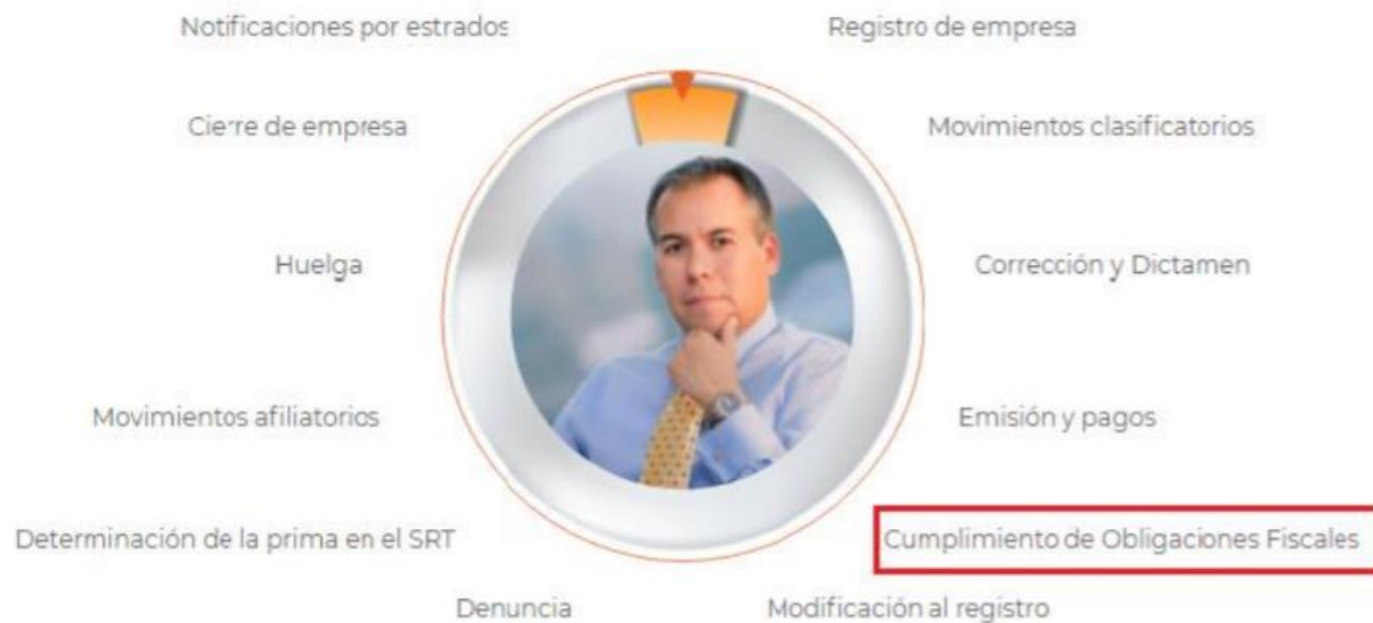 Notificaciones por estrados
Registro de empresa
Cierre de empresa
Movimientos clasificatorios
Huelga
Corrección y Dictamen
Movimientos afiliatorios
Emisión y pagos
Determinación de la prima en el SRT
Cumplimiento de Obligaciones Fiscales
Denuncia
Modificación al registro